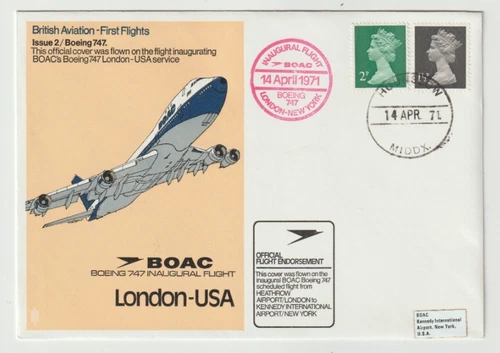 British Aviation - First Flights
Issue 2 / Boeing 747.
This official cover was flown on the flight inaugurating
BOAC's Boeing 747 London - USA service
BOAC
BOAC
BOEING 747 INAUGURAL FLIGHT
London-USA
INAUGURAL FLIGHT
BOAC
14 April 1971
BOEING
747
LONDON-NEW YORK
2P
HOUNSLOW
14 APR 71
MIDDX.
OFFICIAL
FLIGHT ENDORSEMENT
This cover was flown on the
inaugural BOAC Boeing 747
scheduled flight from
HEATHROW
AIRPORT/LONDON to
KENNEDY INTERNATIONAL
AIRPORT/NEW YORK
BOAC
Kennedy International
Airport. New York.
U.S.A.